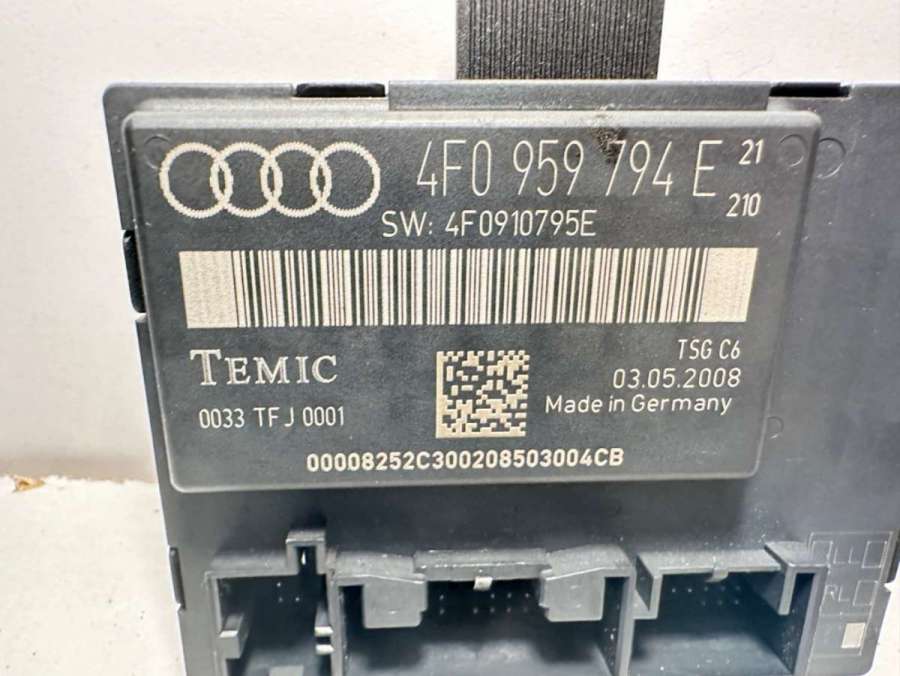 4F0 959 794 E 21
210
SW: 4F0910795E
TEMIC
TSG C6
03.05.2008
0033 TF J 0001
Made in Germany
00008252C300208503004CB
RL